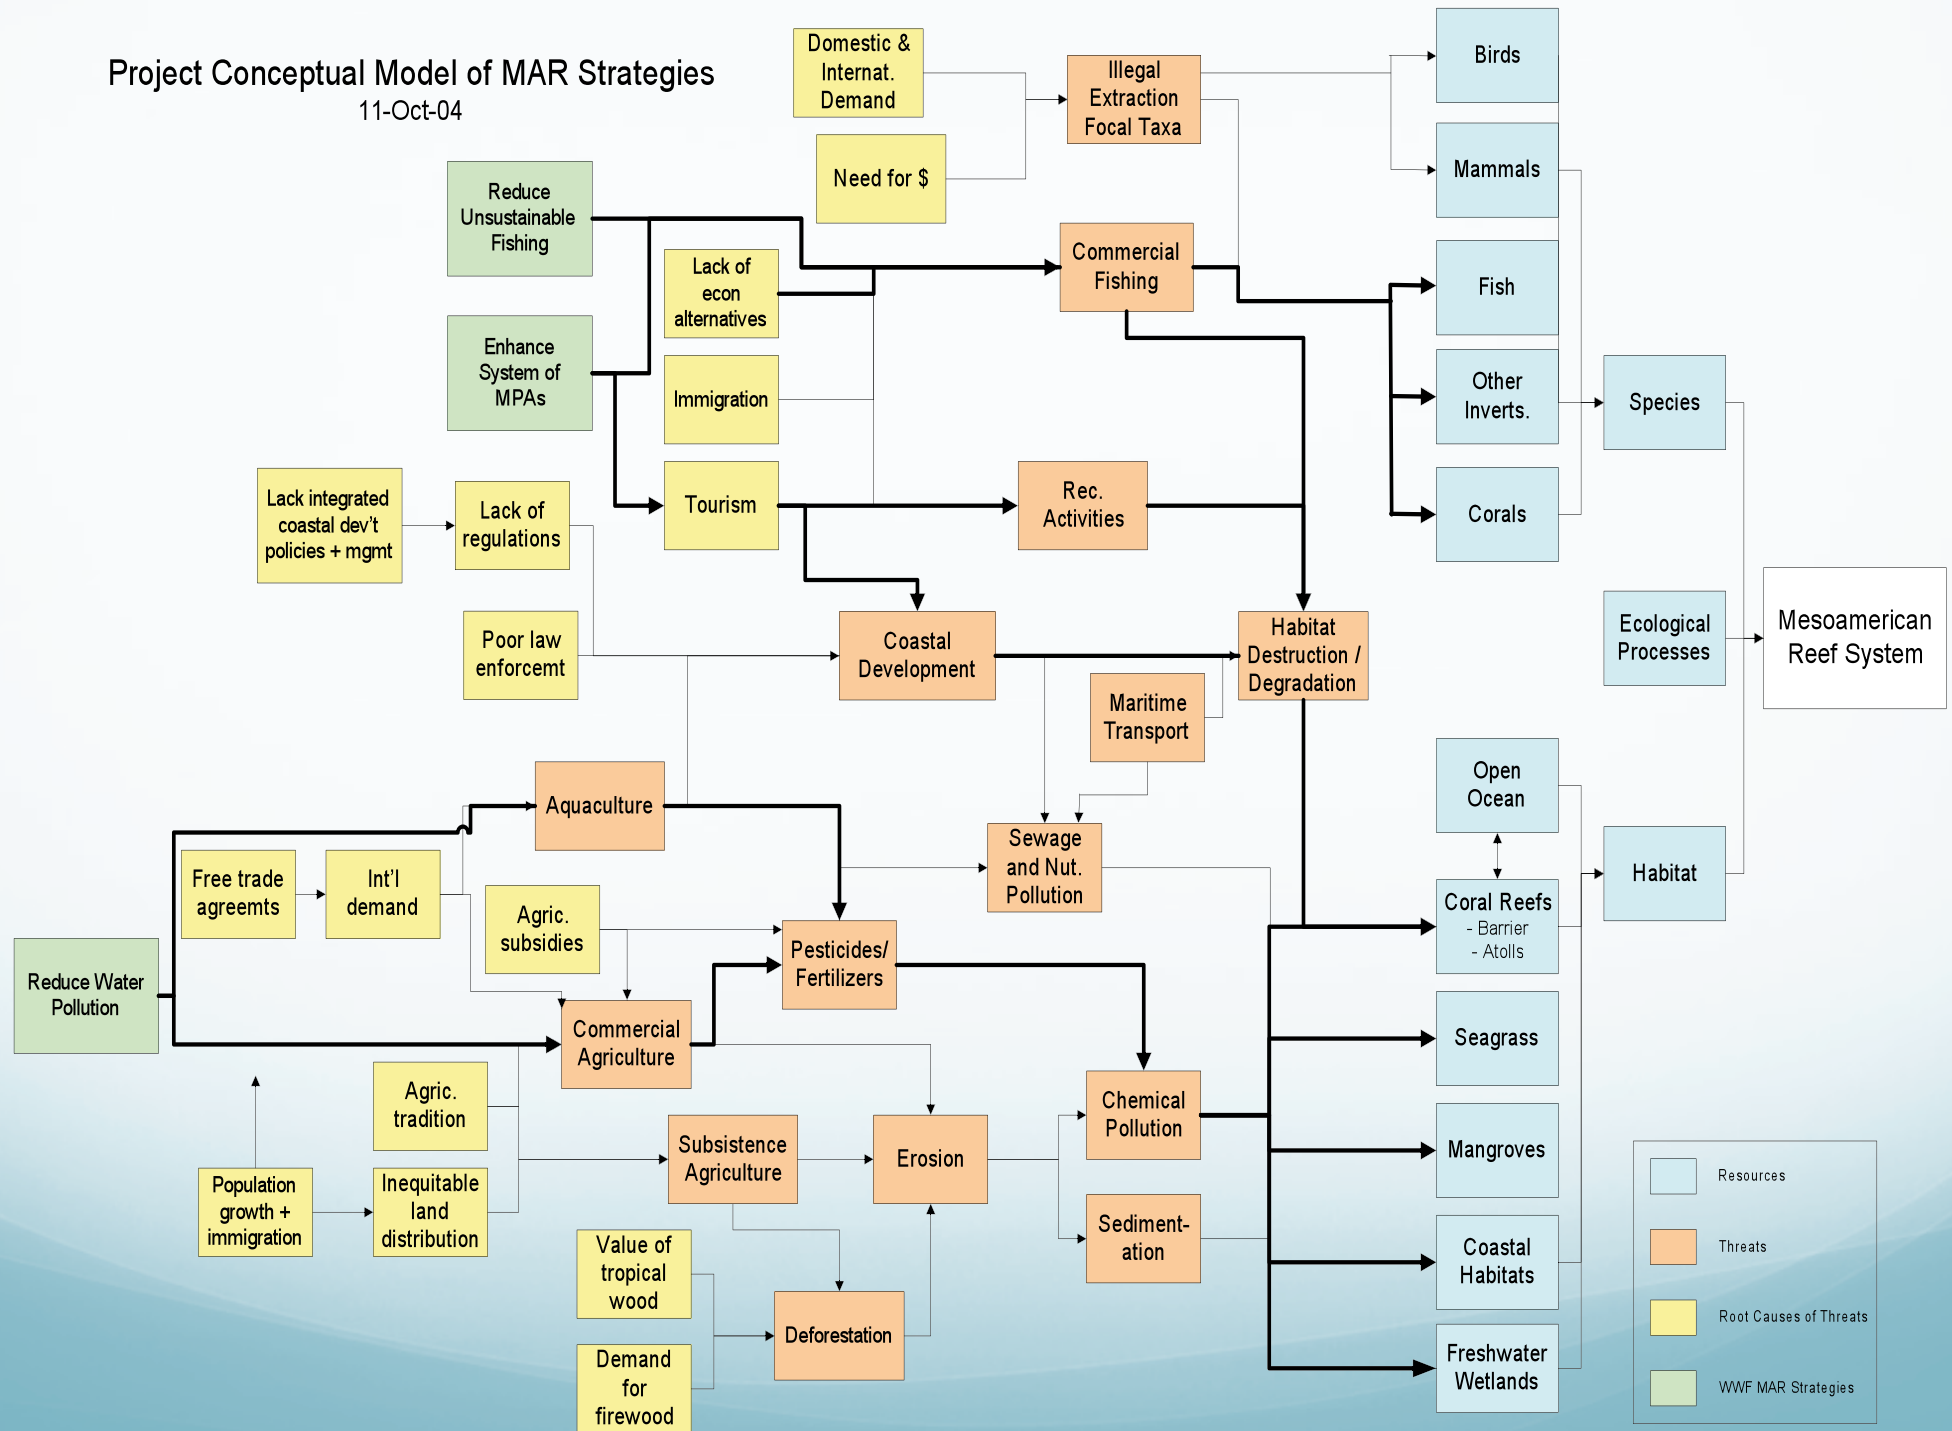 Project Conceptual Model of MAR Strategies
11-Oct-04
Domestic &
Internat.
Demand
Need for $
Illegal
Extraction
Focal Taxa
Birds
Mammals
Reduce
Unsustainable
Fishing
Lack of
econ
alternatives
Commercial
Fishing
Fish
Enhance
System of
MPAs
Immigration
Other
Inverts.
Species
Lack integrated
coastal dev’t
policies + mgmt
Lack of
regulations
Tourism
Rec.
Activities
Corals
Poor law
enforcemt
Coastal
Development
Habitat
Destruction /
Degradation
Ecological
Processes
Mesoamerican
Reef System
Maritime
Transport
Aquaculture
Open
Ocean
Free trade
agreemts
Int’l
demand
Sewage
and Nut.
Pollution
Habitat
Agric.
subsidies
Pesticides/
Fertilizers
Coral Reefs
- Barrier
- Atolls
Reduce Water
Pollution
Commercial
Agriculture
Seagrass
Agric.
tradition
Chemical
Pollution
Mangroves
Subsistence
Agriculture
Erosion
Population
growth +
immigration
Inequitable
land
distribution
Sediment-
ation
Coastal
Habitats
Value of
tropical
wood
Deforestation
Demand
for
firewood
Freshwater
Wetlands
Resources
Threats
Root Causes of Threats
WWF MAR Strategies